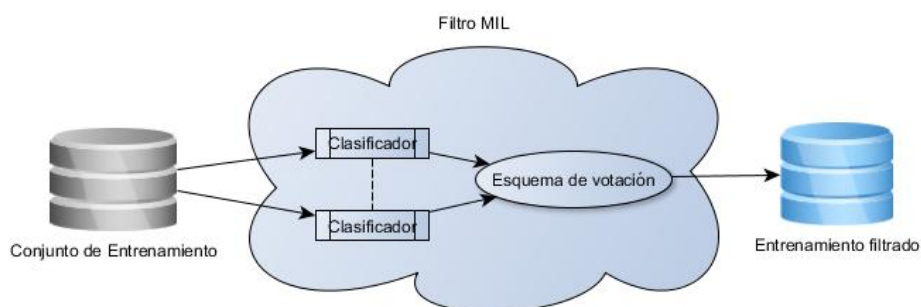 Filtro MIL
Clasificador
Esquema de votación
Clasificador
Conjunto de Entrenamiento
Entrenamiento filtrado